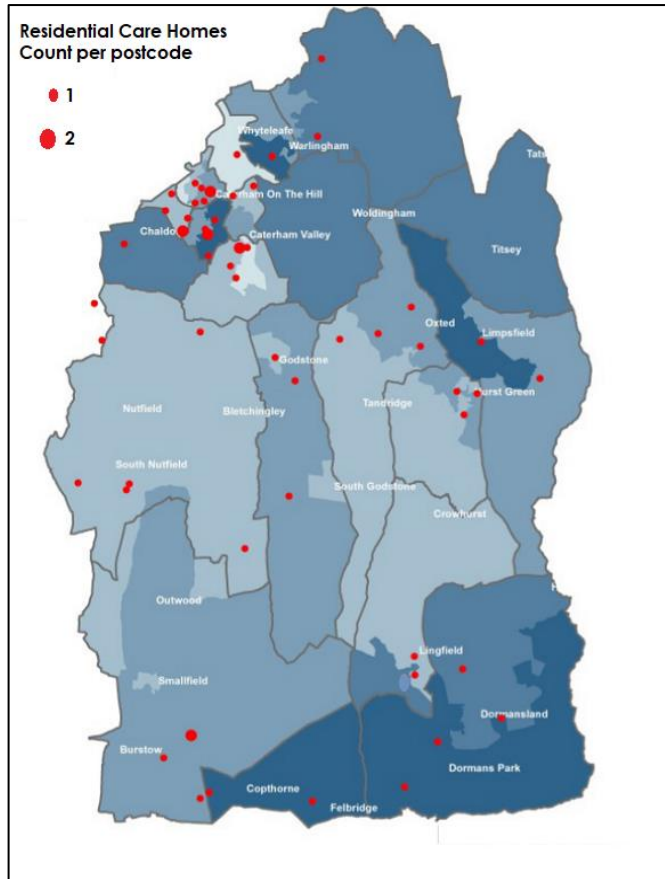 Residential Care Homes
Count per postcode
1
2
Whyteleafe
Warlingham
Tats
Caterham On The Hill
Woldingham
Chaldo
Caterham Valley
Titsey
Oxted
Limpsfield
Godstone
Hurst Green
Nutfield
Bletchingley
Tandridge
South Nutfield
South Godstone
Crowhurst
H
Outwood
Lingfield
Smallfield
Dormansland
Burstow
Dormans Park
Copthorne
Felbridge